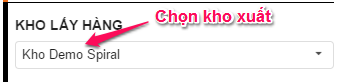 Chọn kho xuất
KHO LẤY HÀNG
Kho Demo Spiral